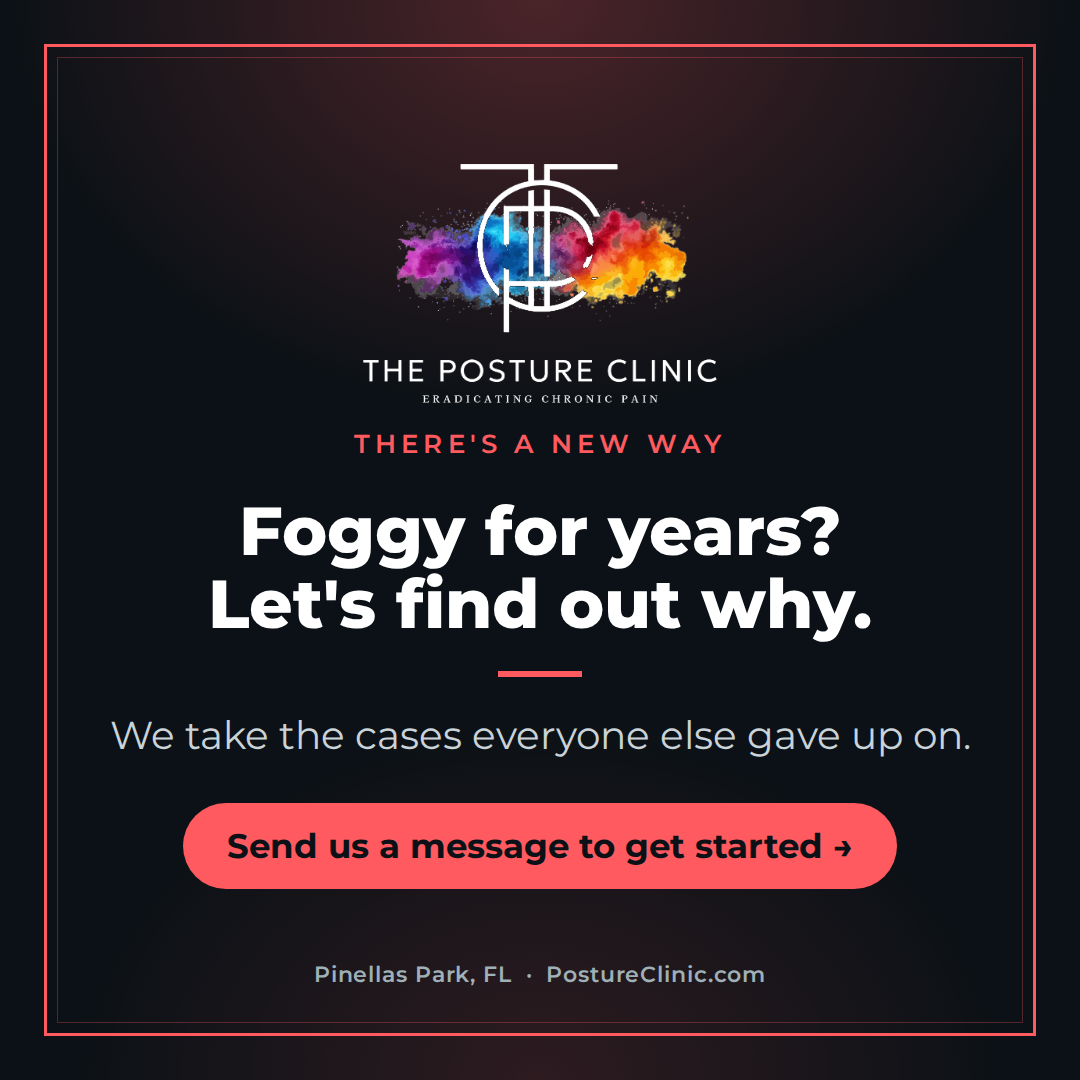 THE POSTURE CLINIC
ERADICATING CHRONIC PAIN
THERE'S A NEW WAY
Foggy for years?
Let's find out why.
We take the cases everyone else gave up on.
Send us a message to get started →
Pinellas Park, FL · PostureClinic.com